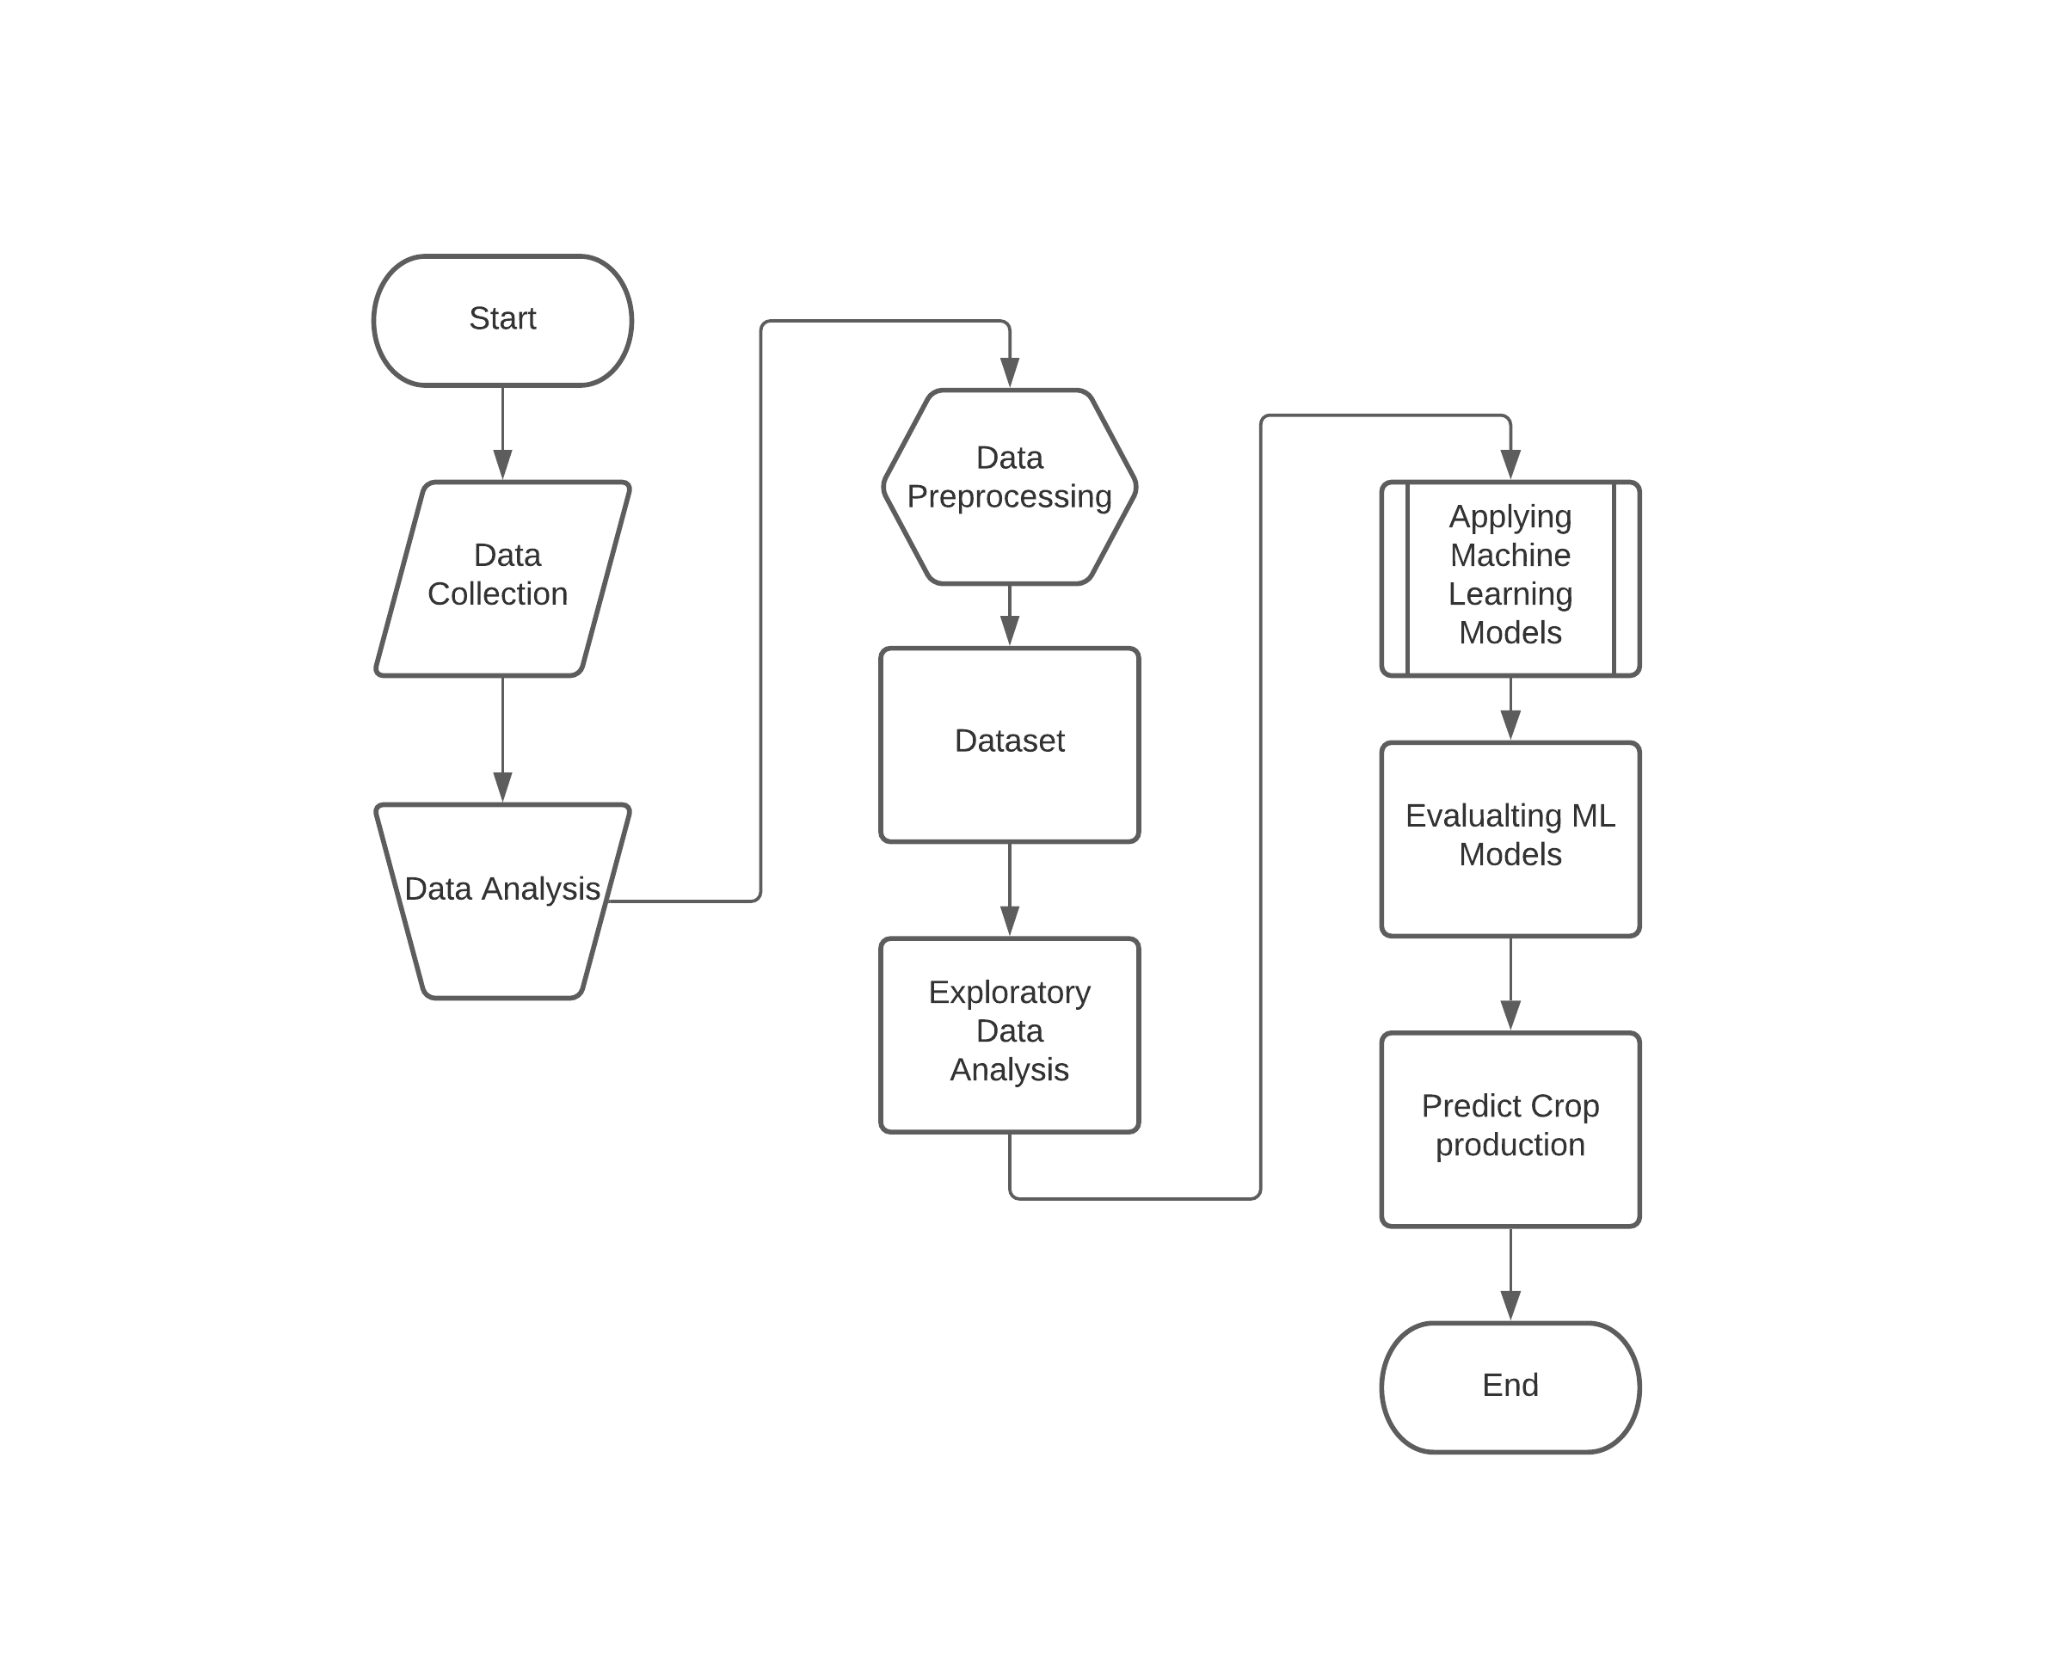 Start
Data
Collection
Data Analysis
Data
Preprocessing
Dataset
Exploratory
Data
Analysis
Applying
Machine
Learning
Models
Evalualting ML
Models
Predict Crop
production
End